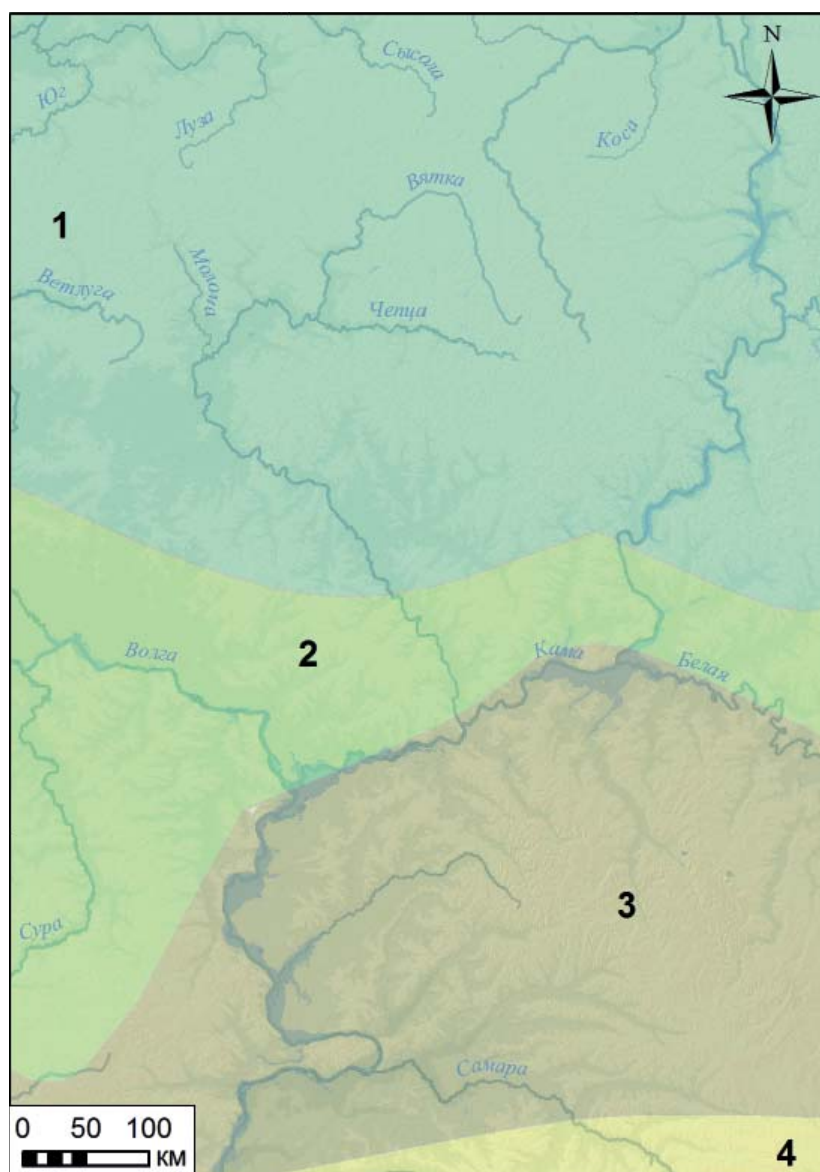 N
Сысола
Юг
Луза
Коса
Вятка
1
Молома
Ветлуга
Чепца
Волга
2
Кама
Белая
3
Сура
Самара
0 50 100
КМ
4